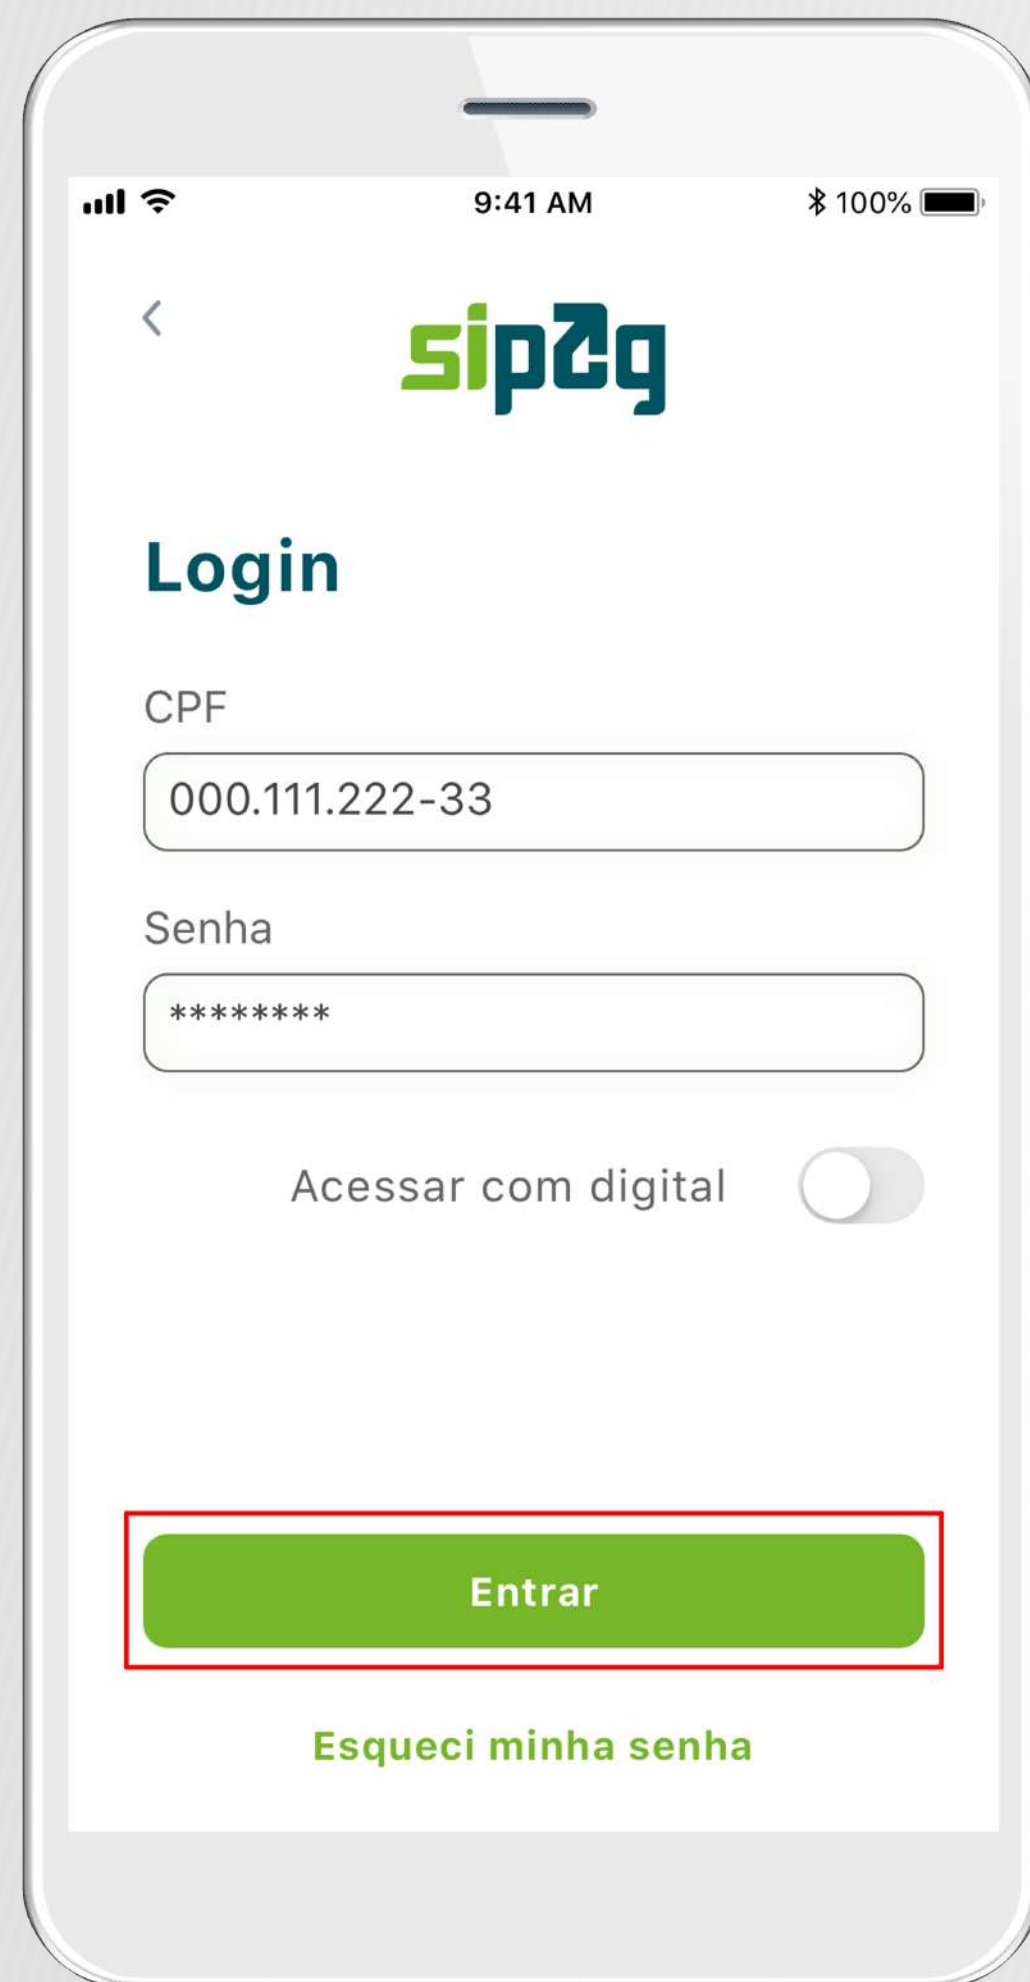 9:41 AM
100%
sipag
Login
CPF
000.111.222-33
Senha
********
Acessar com digital
Entrar
Esqueci minha senha